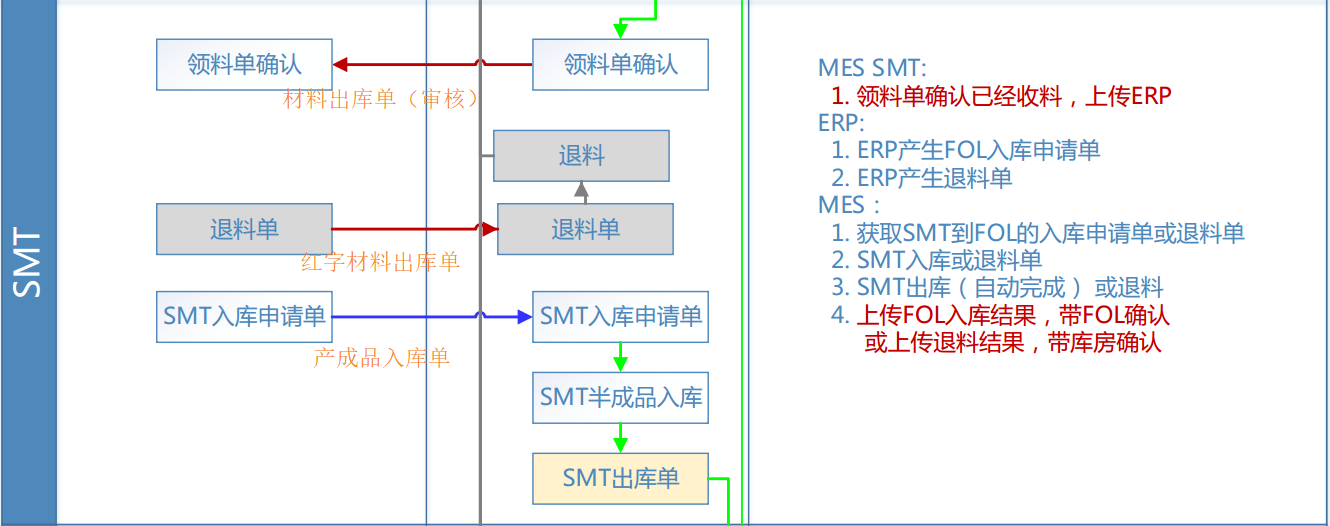 SMT
领料单确认
领料单确认
材料出库单（审核）
退料
退料单
退料单
红字材料出库单
SMT入库申请单
SMT入库申请单
产成品入库单
SMT半成品入库
SMT出库单
MES SMT:
1. 领料单确认已经收料，上传ERP
ERP:
1. ERP产生FOL入库申请单
2. ERP产生退料单
MES：
1. 获取SMT到FOL的入库申请单或退料单
2. SMT入库或退料单
3. SMT出库（自动完成） 或退料
4. 上传FOL入库结果，带FOL确认
或上传退料结果，带库房确认